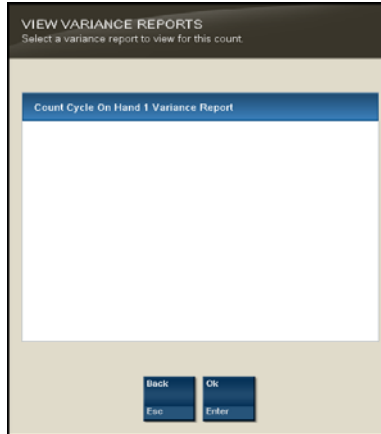 VIEW VARIANCE REPORTS
Select a variance report to view for this count.
Count Cycle On Hand 1 Variance Report
Back Ok
Esc Enter